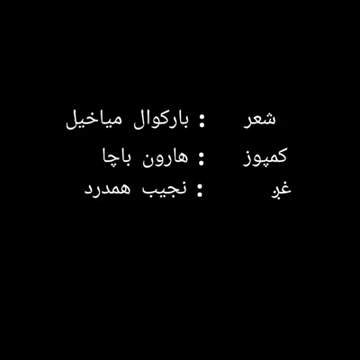 شعر : بارکوال میاخیل
کمپوز : هارون باچا
غږ : نجیب همدرد